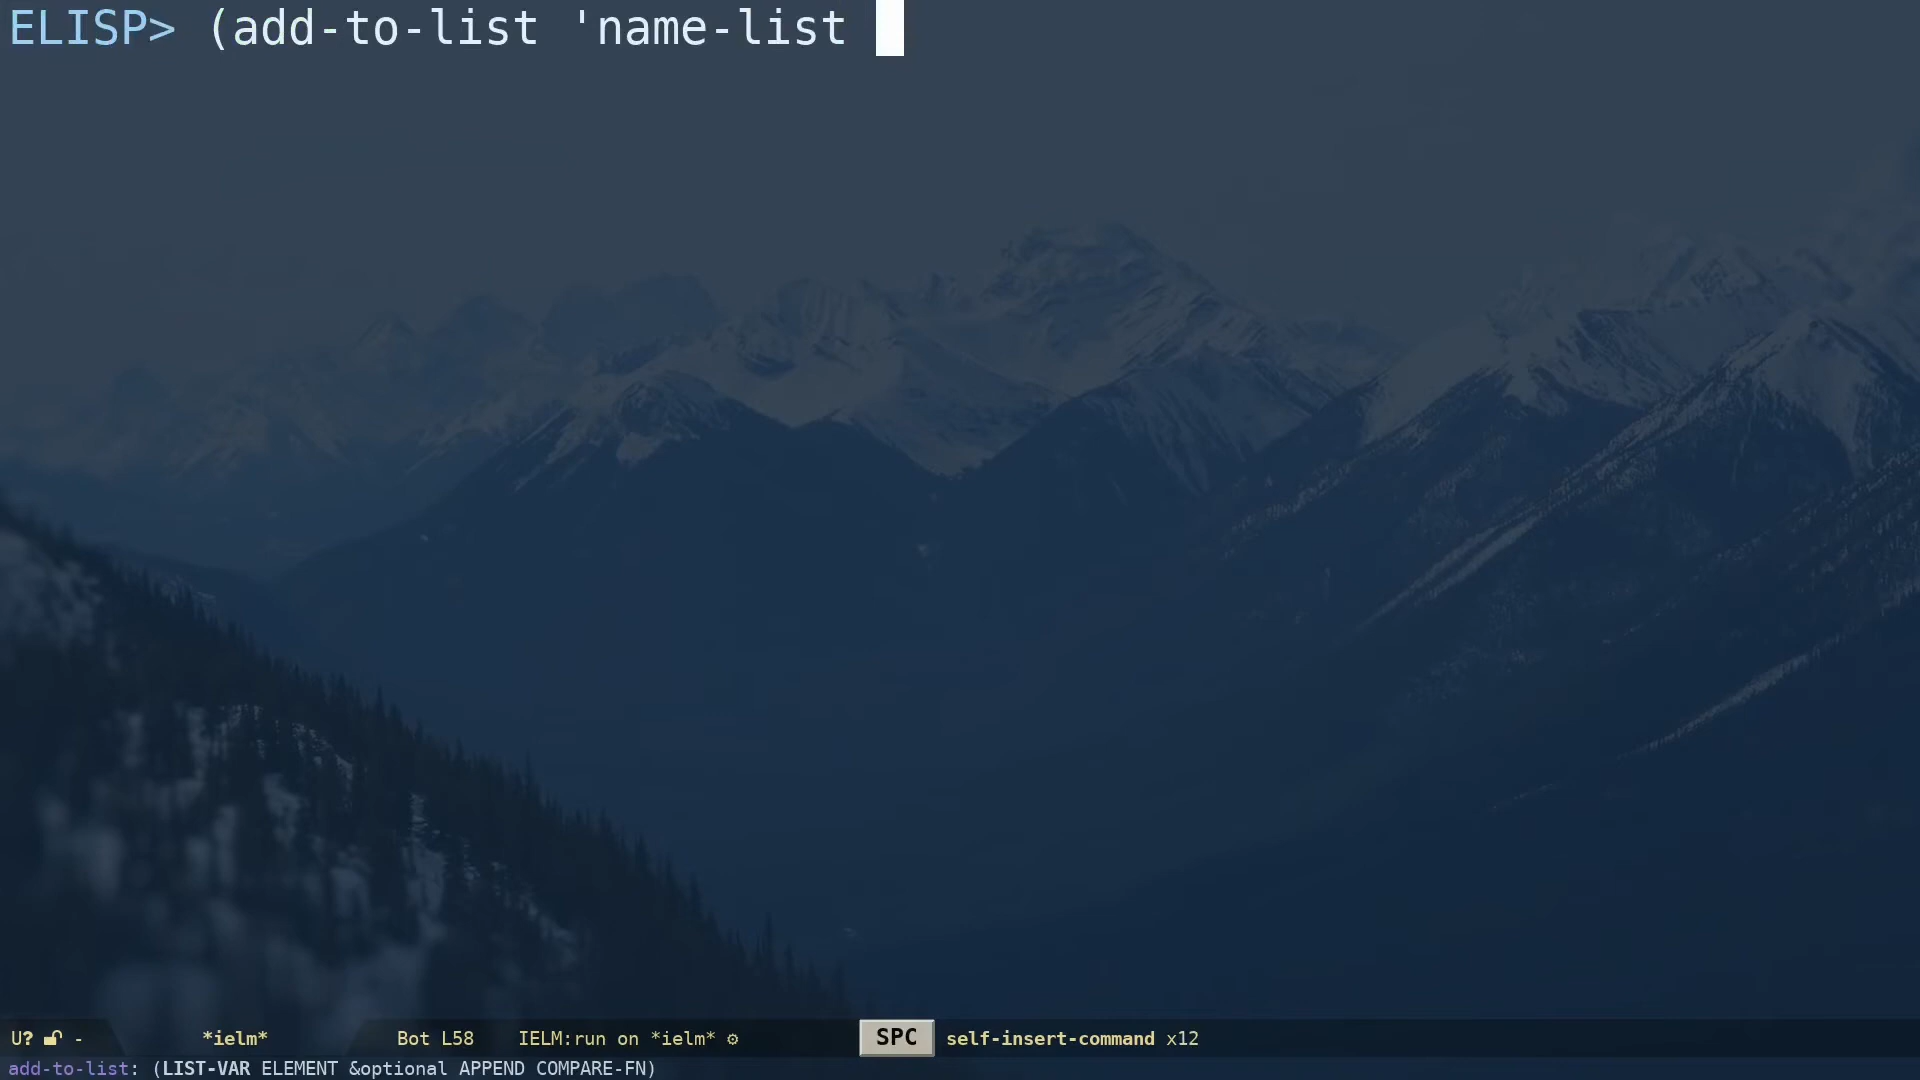 ELISP> (add-to-list 'name-list
U? - *ielm* Bot L58 IELM:run on *ielm* ⚙ SPC self-insert-command x12
add-to-list: (LIST-VAR ELEMENT &optional APPEND COMPARE-FN)